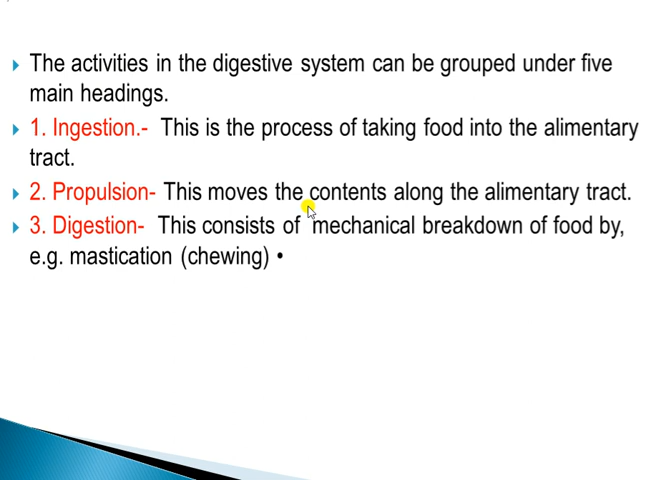 The activities in the digestive system can be grouped under five
main headings.
1. Ingestion.- This is the process of taking food into the alimentary
tract.
2. Propulsion- This moves the contents along the alimentary tract.
3. Digestion- This consists of mechanical breakdown of food by,
e.g. mastication (chewing) •